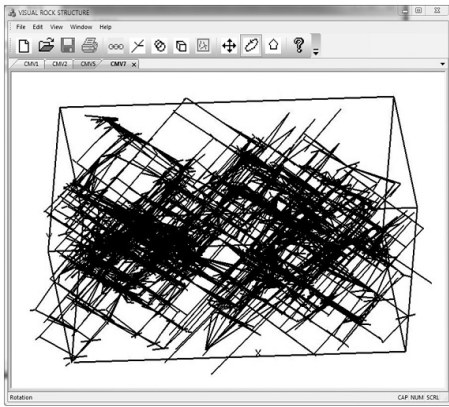 VISUAL ROCK STRUCTURE
File Edit View Window Help
CMV1 CMV2 CMV5 CMV7
X
Rotation CAP NUM SCRL